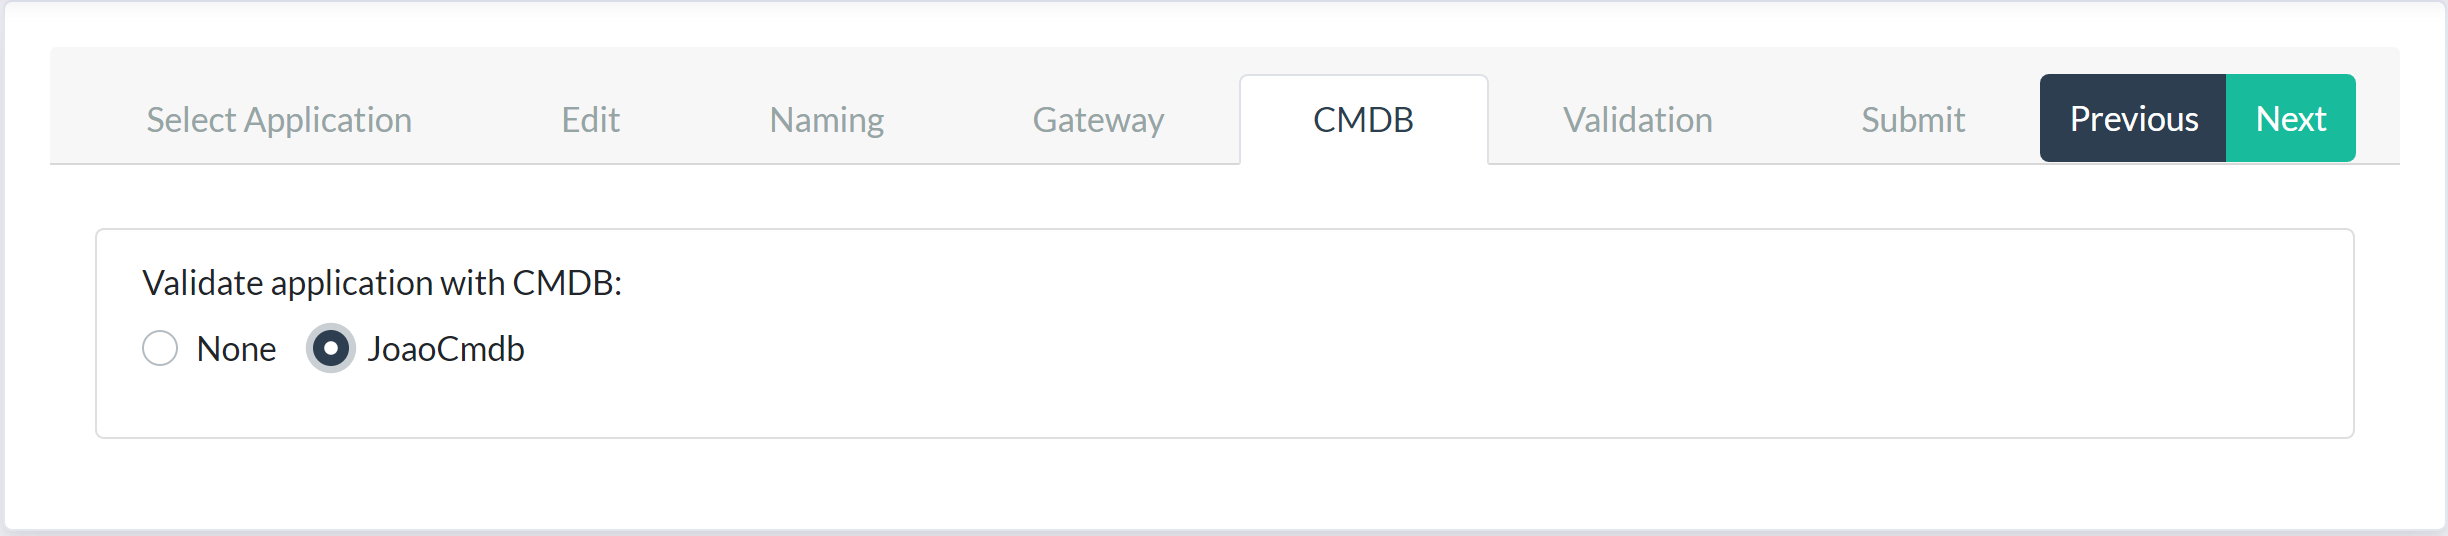 Select Application Edit Naming Gateway CMDB Validation Submit Previous Next
Validate application with CMDB:
None JoaoCmdb